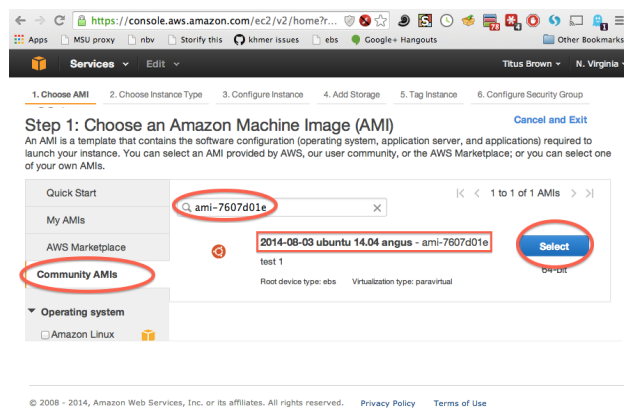 https://console.aws.amazon.com/ec2/v2/home?r...
Apps MSU proxy nbv Storify this khmer issues ebs Google+ Hangouts Other Bookmarks
Services Edit Titus Brown N. Virginia
1. Choose AMI 2. Choose Instance Type 3. Configure Instance 4. Add Storage 5. Tag Instance 6. Configure Security Group
Step 1: Choose an Amazon Machine Image (AMI) Cancel and Exit
An AMI is a template that contains the software configuration (operating system, application server, and applications) required to
launch your instance. You can select an AMI provided by AWS, our user community, or the AWS Marketplace; or you can select one
of your own AMIs.
Quick Start
1 to 1 of 1 AMIs
ami-7607d01e
My AMIs
AWS Marketplace
2014-08-03 ubuntu 14.04 angus - ami-7607d01e
Select
test 1
64-bit
Community AMIs
Root device type: ebs Virtualization type: paravirtual
Operating system
Amazon Linux
© 2008 - 2014, Amazon Web Services, Inc. or its affiliates. All rights reserved. Privacy Policy Terms of Use